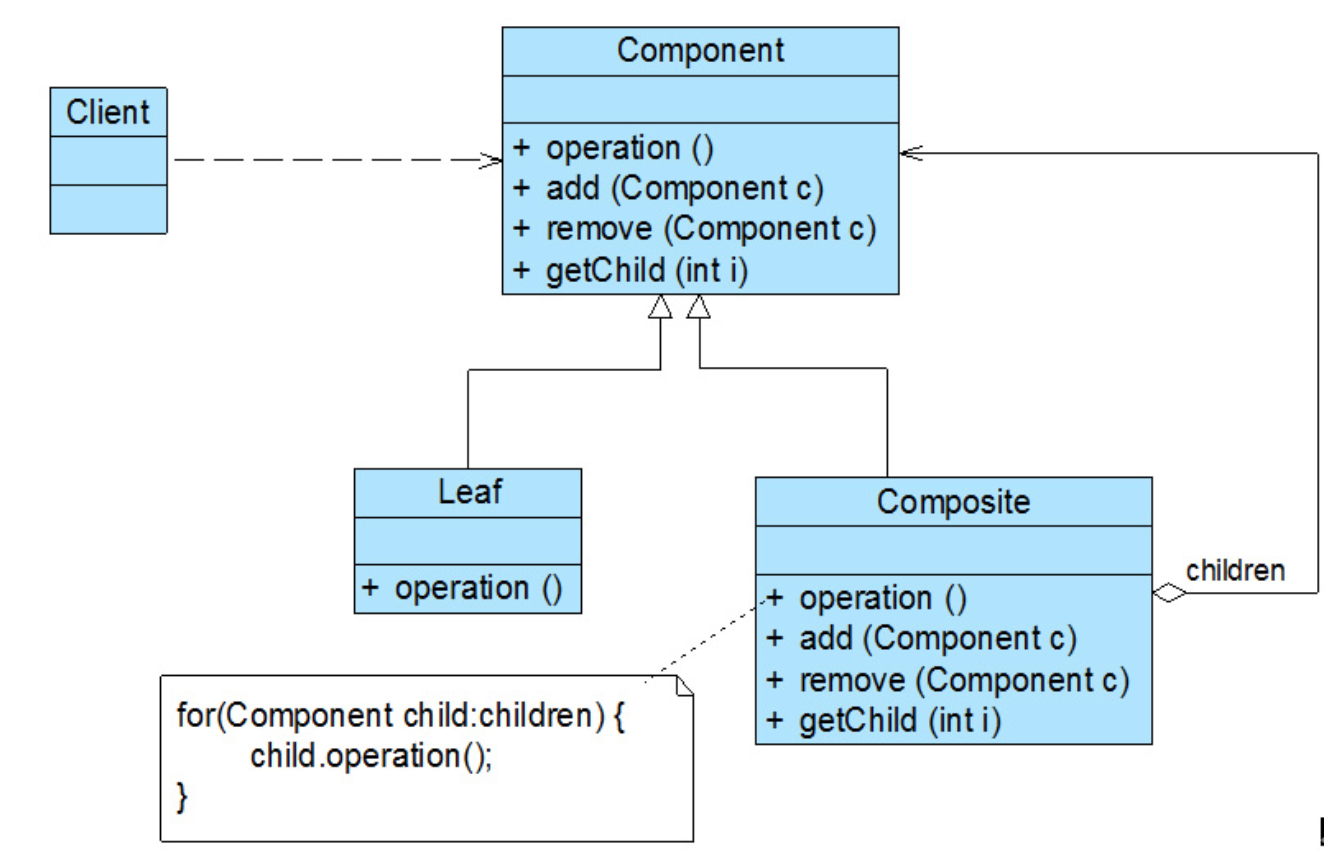 Component
Client
+ operation ()
+ add (Component c)
+ remove (Component c)
+ getChild (int i)
Leaf
+ operation ()
Composite
+ operation ()
+ add (Component c)
+ remove (Component c)
+ getChild (int i)
children
for(Component child:children) {
child.operation();
}